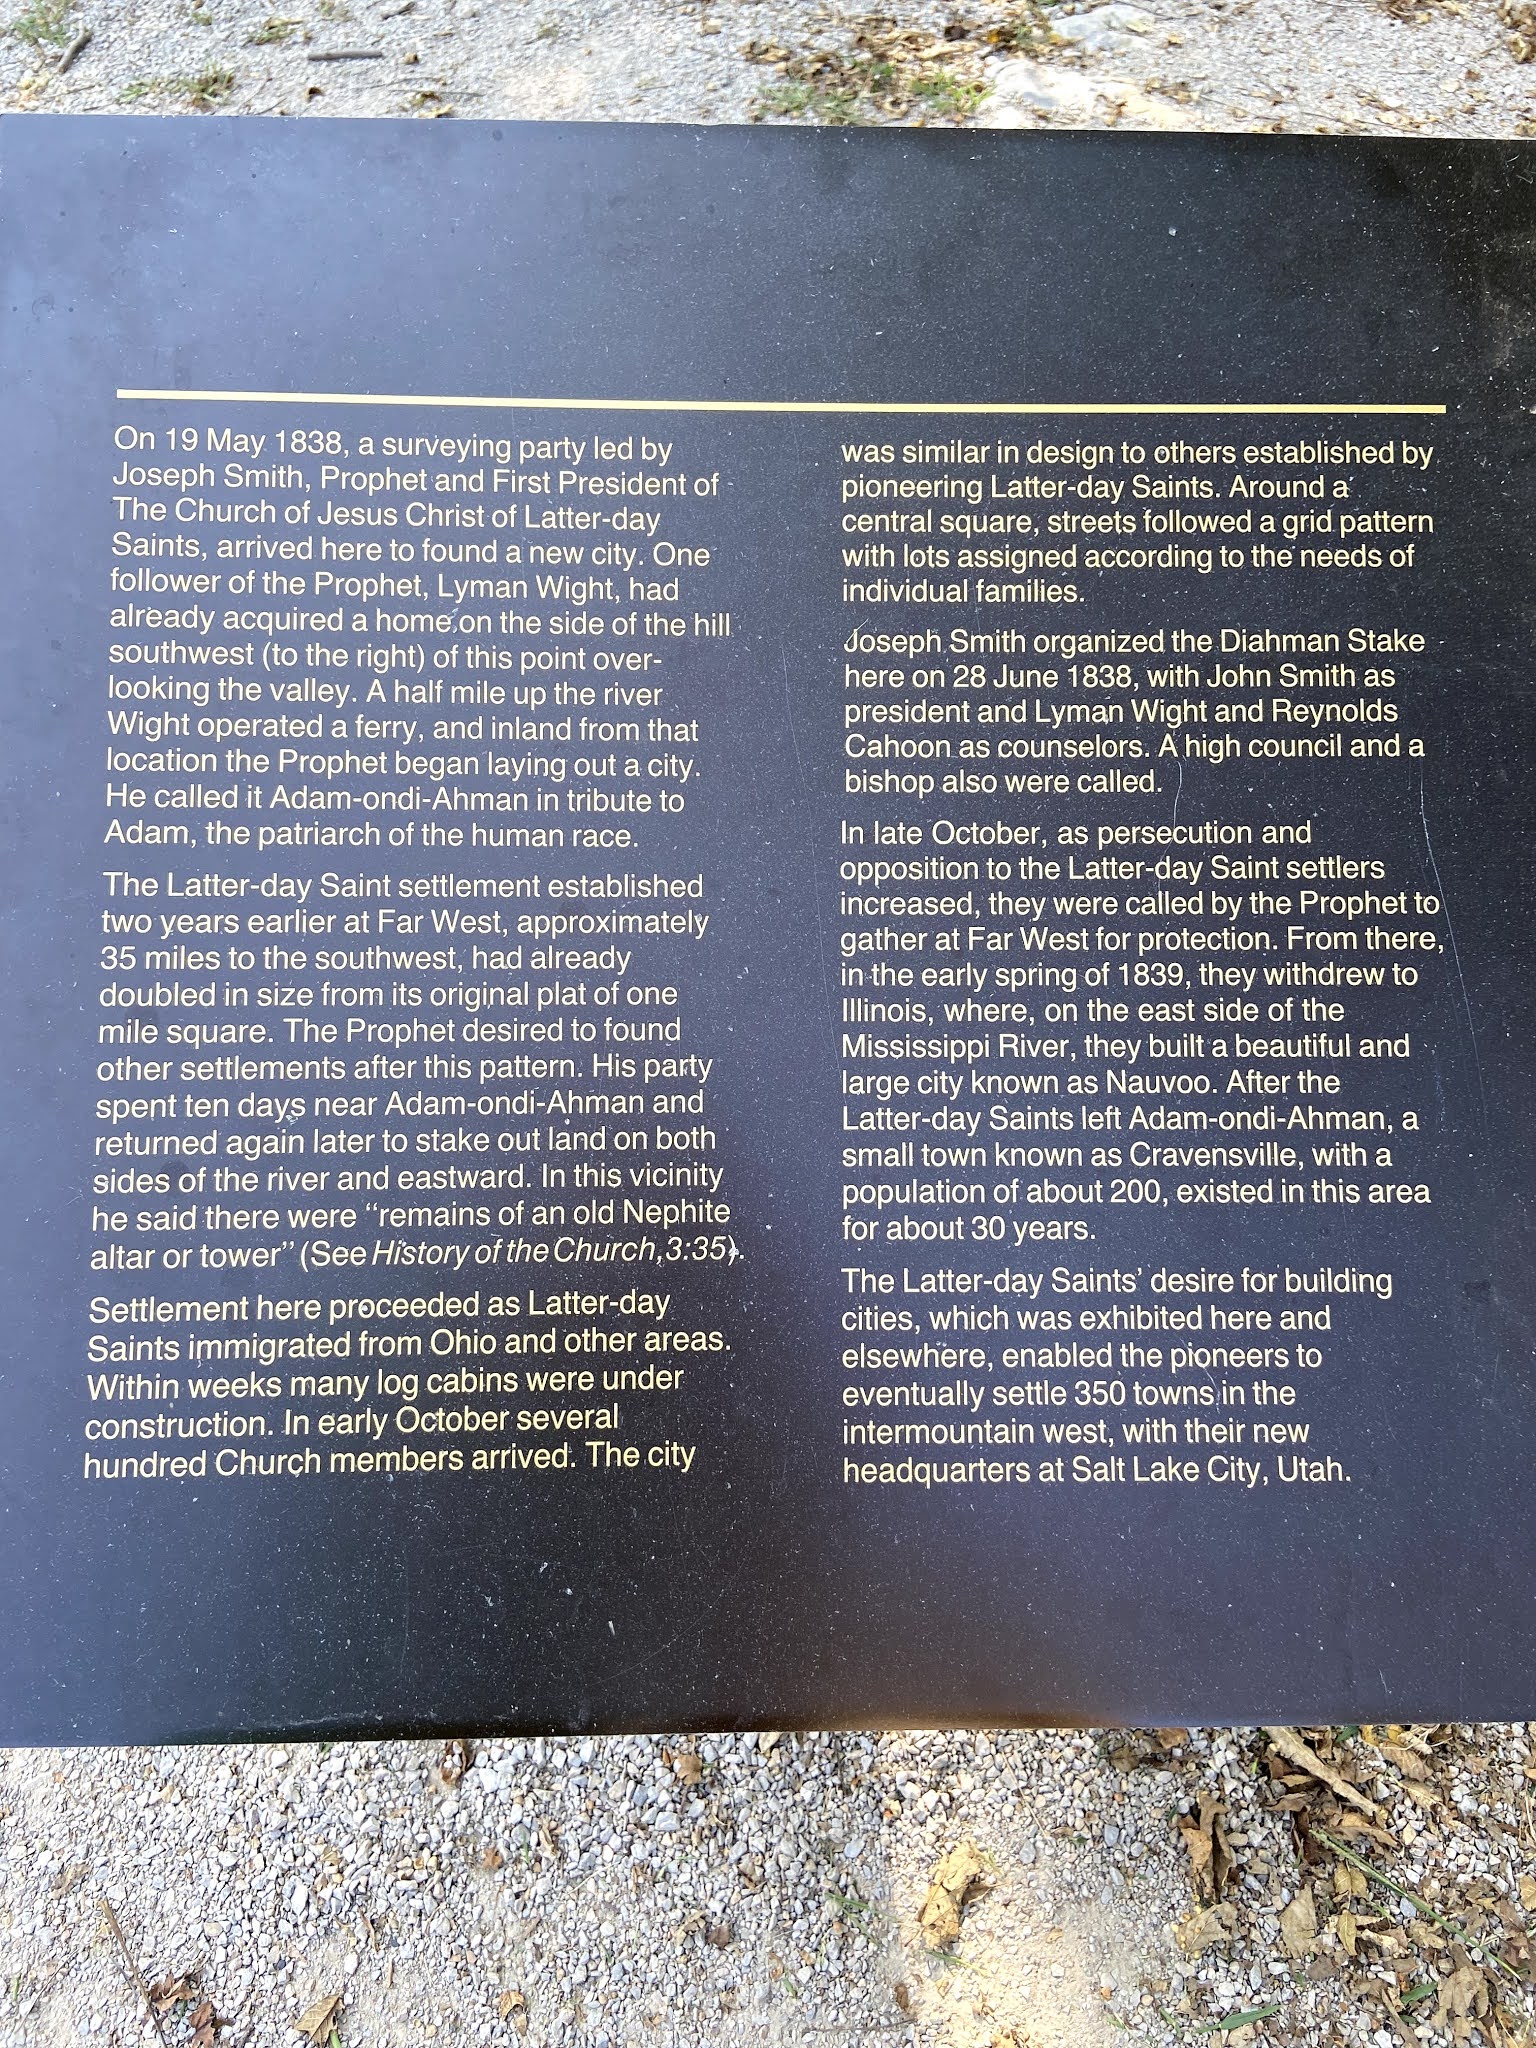 On 19 May 1838, a surveying party led by
Joseph Smith, Prophet and First President of
The Church of Jesus Christ of Latter-day
Saints, arrived here to found a new city. One
follower of the Prophet, Lyman Wight, had
already acquired a home on the side of the hill
southwest (to the right) of this point over-
looking the valley. A half mile up the river
Wight operated a ferry, and inland from that
location the Prophet began laying out a city.
He called it Adam-ondi-Ahman in tribute to
Adam, the patriarch of the human race.
The Latter-day Saint settlement established
two years earlier at Far West, approximately
35 miles to the southwest, had already
doubled in size from its original plat of one
mile square. The Prophet desired to found
other settlements after this pattern. His party
spent ten days near Adam-ondi-Ahman and
returned again later to stake out land on both
sides of the river and eastward. In this vicinity
he said there were “remains of an old Nephite
altar or tower” (See History of the Church, 3:35).
Settlement here proceeded as Latter-day
Saints immigrated from Ohio and other areas.
Within weeks many log cabins were under
construction. In early October several
hundred Church members arrived. The city
was similar in design to others established by
pioneering Latter-day Saints. Around a
central square, streets followed a grid pattern
with lots assigned according to the needs of
individual families.
Joseph Smith organized the Diahman Stake
here on 28 June 1838, with John Smith as
president and Lyman Wight and Reynolds
Cahoon as counselors. A high council and a
bishop also were called.
In late October, as persecution and
opposition to the Latter-day Saint settlers
increased, they were called by the Prophet to
gather at Far West for protection. From there,
in the early spring of 1839, they withdrew to
Illinois, where, on the east side of the
Mississippi River, they built a beautiful and
large city known as Nauvoo. After the
Latter-day Saints left Adam-ondi-Ahman, a
small town known as Cravensville, with a
population of about 200, existed in this area
for about 30 years.
The Latter-day Saints’ desire for building
cities, which was exhibited here and
elsewhere, enabled the pioneers to
eventually settle 350 towns in the
intermountain west, with their new
headquarters at Salt Lake City, Utah.